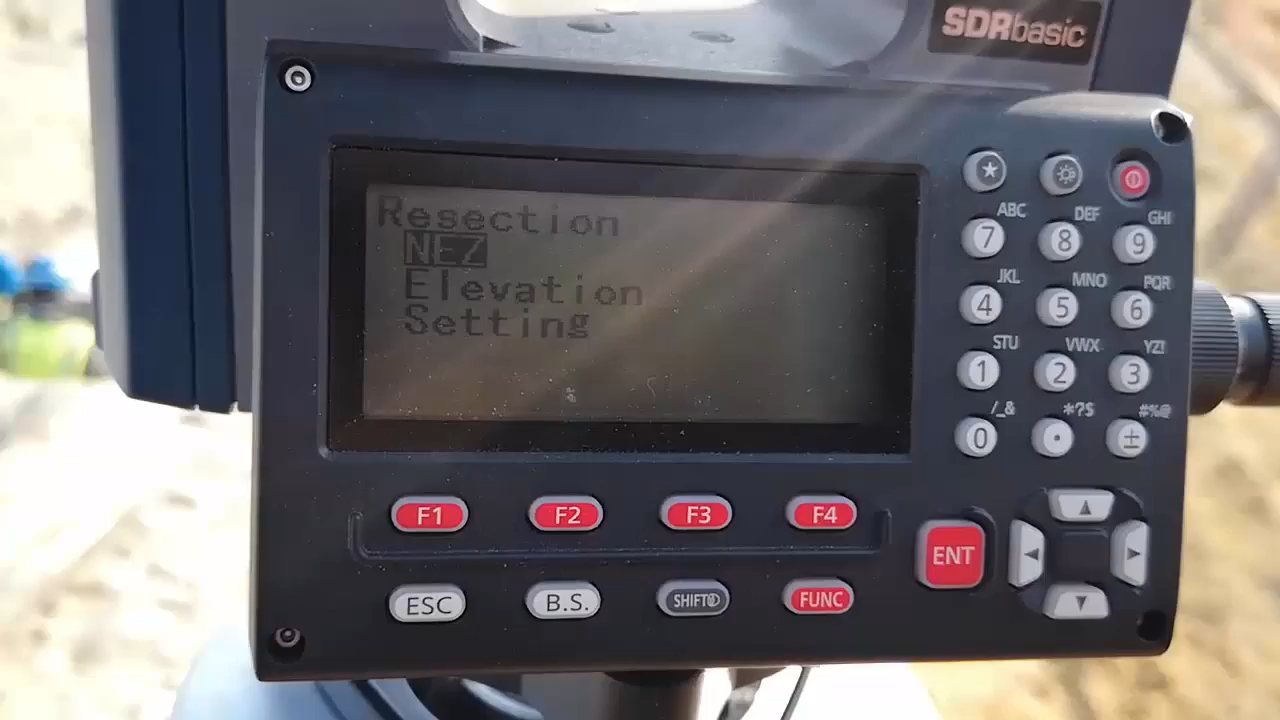 SDRbasic
Resection
NEZ
Elevation
Setting
ABC DEF GHI
7 8 9
JKL MNO PQR
4 5 6
STU VWX YZ!
1 2 3
/_& *?$ #%@
0 . ±
F1 F2 F3 F4
ENT
ESC B.S. SHIFT FUNC